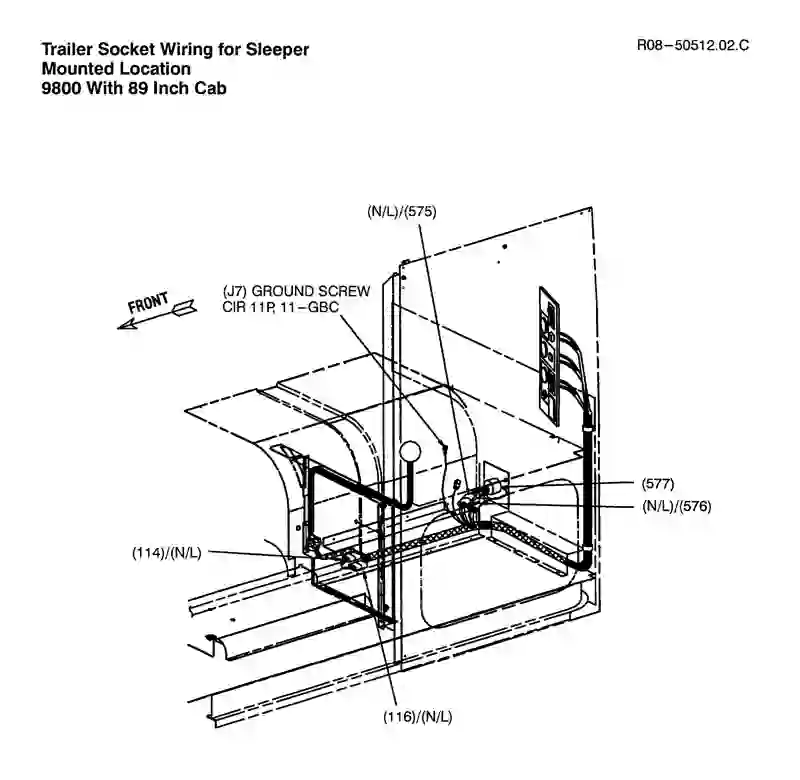 Trailer Socket Wiring for Sleeper
Mounted Location
9800 With 89 Inch Cab
R08-50512.02.C
(N/L)/(575)
FRONT
(J7) GROUND SCREW
CIR 11P, 11-GBC
(577)
(N/L)/(576)
(114)/(N/L)
(116)/(N/L)